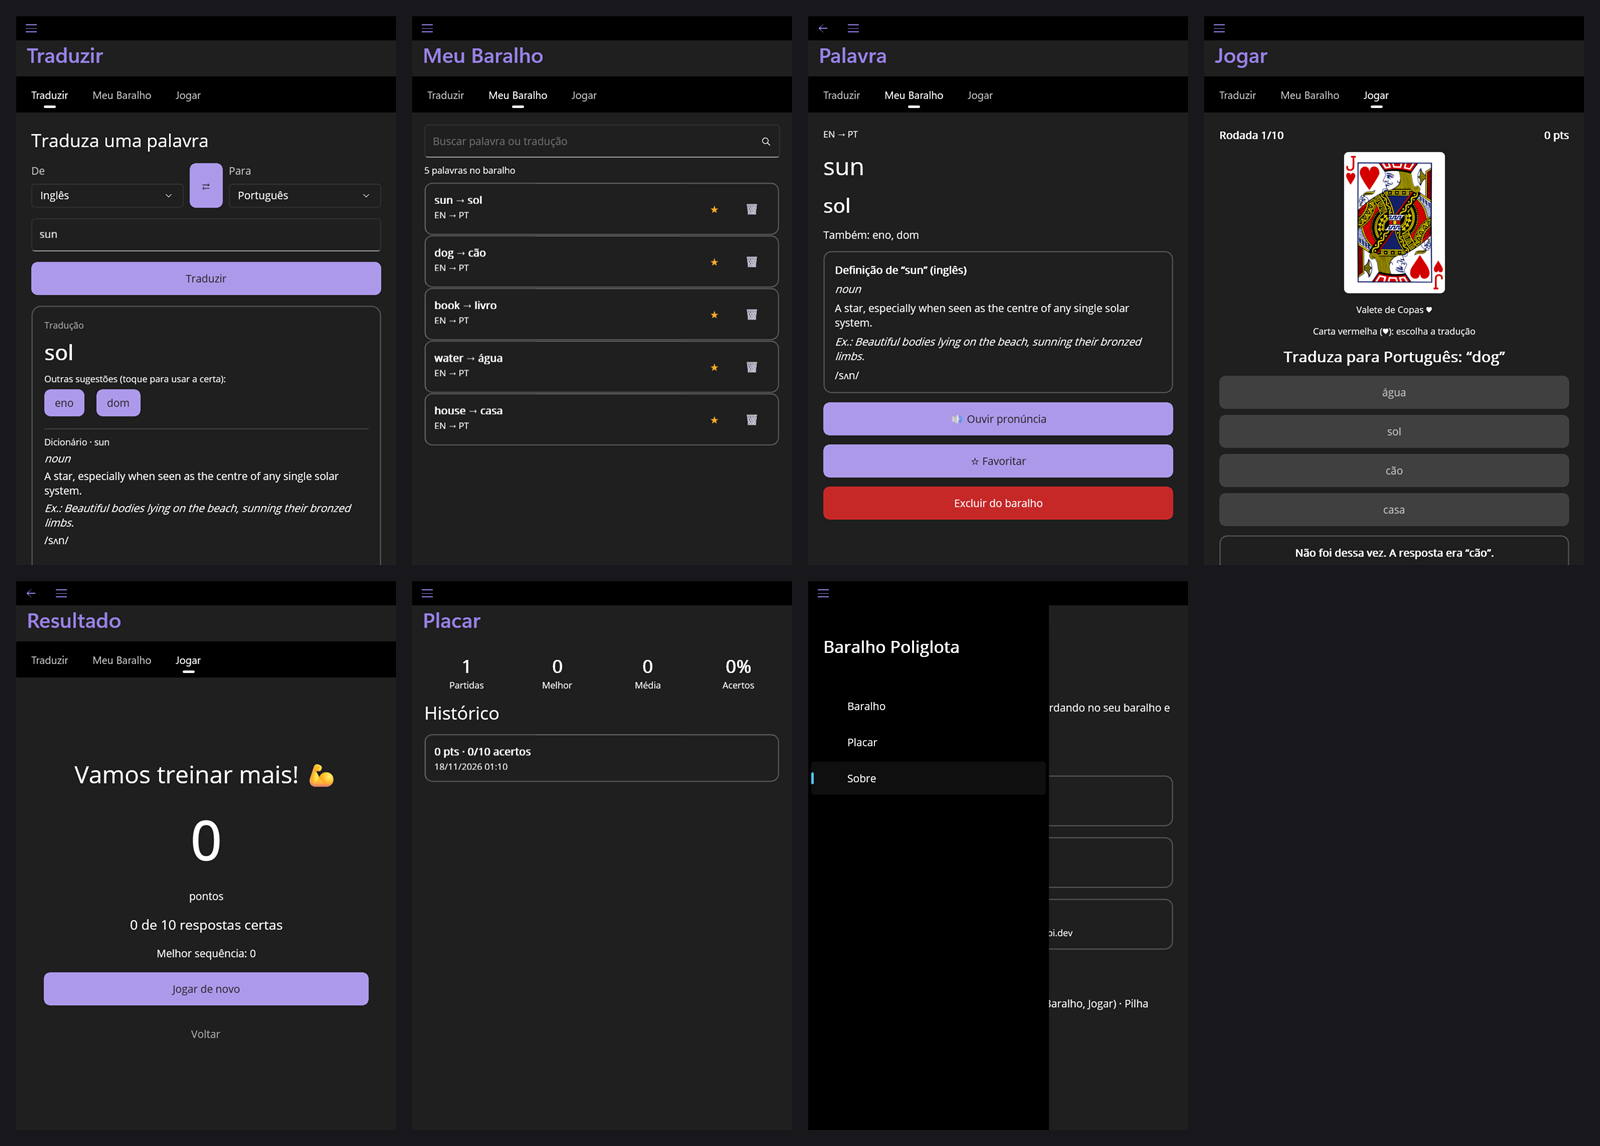 Traduzir
Traduzir Meu Baralho Jogar
Traduza uma palavra
De Para
Inglês ⇄ Português
sun
Traduzir
Tradução
sol
Outras sugestões (toque para usar a certa):
eno dom
Dicionário · sun
noun
A star, especially when seen as the centre of any single solar
system.
Ex.: Beautiful bodies lying on the beach, sunning their bronzed
limbs.
/sʌn/
Meu Baralho
Traduzir Meu Baralho Jogar
Buscar palavra ou tradução
5 palavras no baralho
sun → sol
EN → PT
dog → cão
EN → PT
book → livro
EN → PT
water → água
EN → PT
house → casa
EN → PT
Palavra
Traduzir Meu Baralho Jogar
EN → PT
sun
sol
Também: eno, dom
Definição de “sun” (inglês)
noun
A star, especially when seen as the centre of any single solar
system.
Ex.: Beautiful bodies lying on the beach, sunning their bronzed
limbs.
/sʌn/
Ouvir pronúncia
☆ Favoritar
Excluir do baralho
Jogar
Traduzir Meu Baralho Jogar
Rodada 1/10 0 pts
J
J
Valete de Copas ♥
Carta vermelha (♥): escolha a tradução
Traduza para Português: “dog”
água
sol
cão
casa
Não foi dessa vez. A resposta era “cão”.
Resultado
Traduzir Meu Baralho Jogar
Vamos treinar mais! 💪
0
pontos
0 de 10 respostas certas
Melhor sequência: 0
Jogar de novo
Voltar
Placar
1 0 0 0%
Partidas Melhor Média Acertos
Histórico
0 pts · 0/10 acertos
18/11/2026 01:10
Baralho Poliglota
Baralho
Placar
Sobre
rdando no seu baralho e
pi.dev
Baralho, Jogar) · Pilha